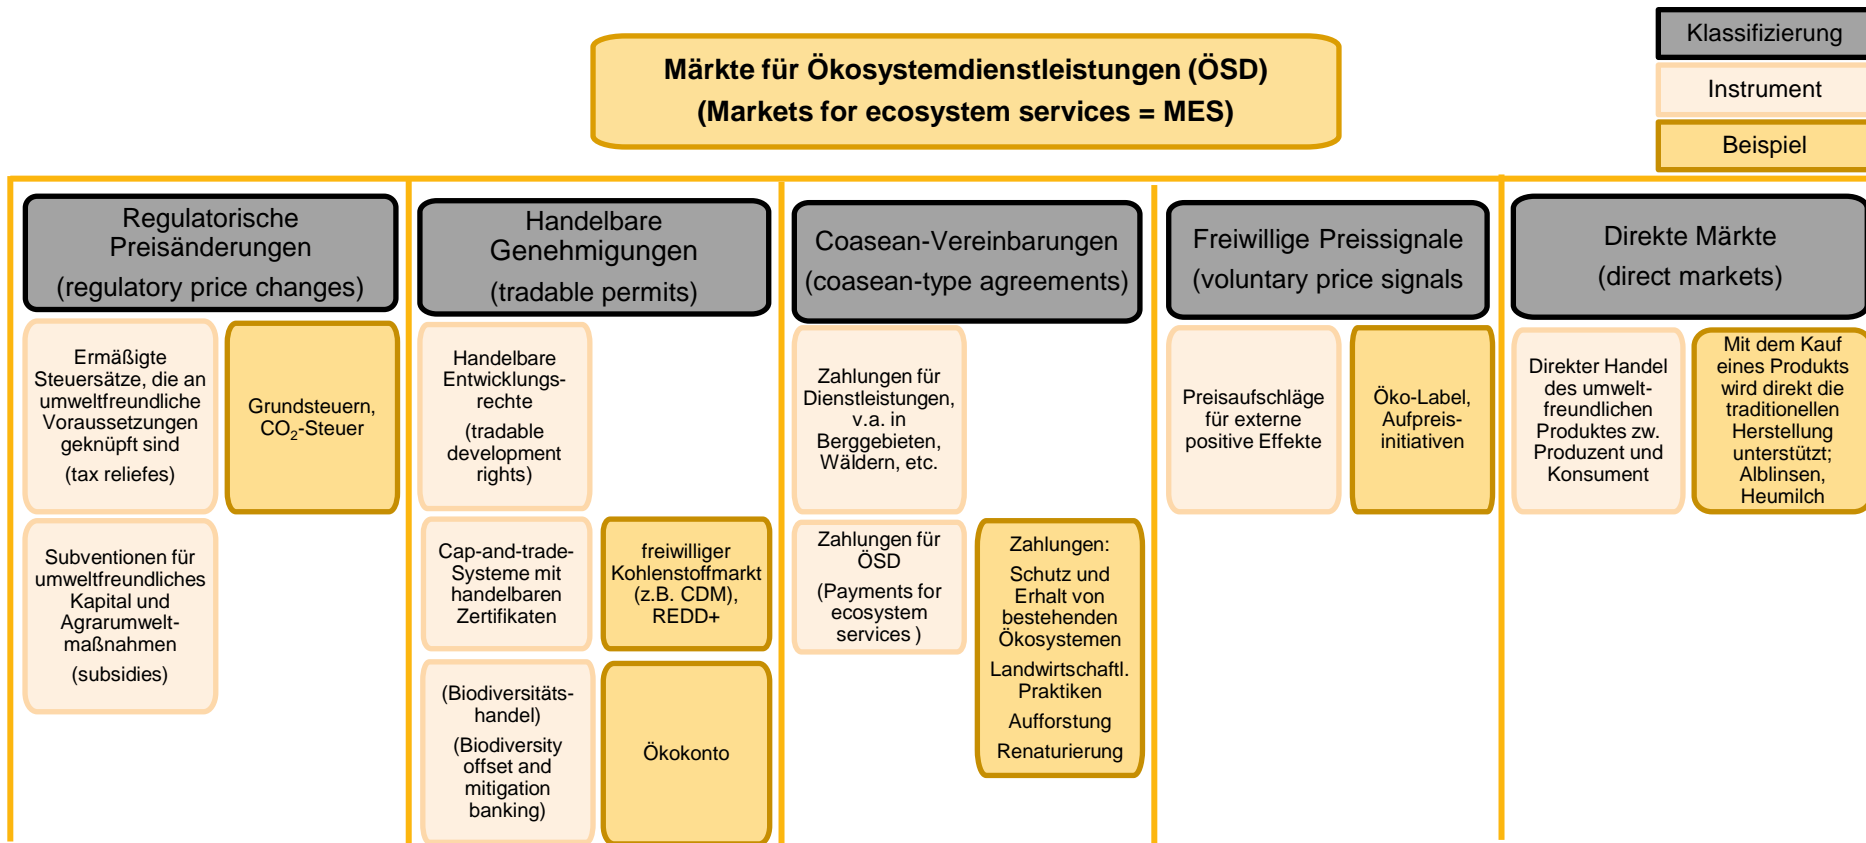 Märkte für Ökosystemdienstleistungen (ÖSD)
(Markets for ecosystem services = MES)
Klassifizierung
Instrument
Beispiel
Regulatorische
Preisänderungen
(regulatory price changes)
Ermäßigte
Steuersätze, die an
umweltfreundliche
Voraussetzungen
geknüpft sind
(tax reliefes)
Grundsteuern,
CO₂-Steuer
Subventionen für
umweltfreundliches
Kapital und
Agrarumwelt-
maßnahmen
(subsidies)
Handelbare
Genehmigungen
(tradable permits)
Handelbare
Entwicklungs-
rechte
(tradable
development
rights)
Cap-and-trade-
Systeme mit
handelbaren
Zertifikaten
freiwilliger
Kohlenstoffmarkt
(z.B. CDM),
REDD+
(Biodiversitäts-
handel)
(Biodiversity
offset and
mitigation
banking)
Ökokonto
Coasean-Vereinbarungen
(coasean-type agreements)
Zahlungen für
Dienstleistungen,
v.a. in
Berggebieten,
Wäldern, etc.
Zahlungen für
ÖSD
(Payments for
ecosystem
services )
Zahlungen:
Schutz und
Erhalt von
bestehenden
Ökosystemen
Landwirtschaftl.
Praktiken
Aufforstung
Renaturierung
Freiwillige Preissignale
(voluntary price signals
Preisaufschläge
für externe
positive Effekte
Öko-Label,
Aufpreis-
initiativen
Direkte Märkte
(direct markets)
Direkter Handel
des umwelt-
freundlichen
Produktes zw.
Produzent und
Konsument
Mit dem Kauf
eines Produkts
wird direkt die
traditionellen
Herstellung
unterstützt;
Alblinsen,
Heumilch